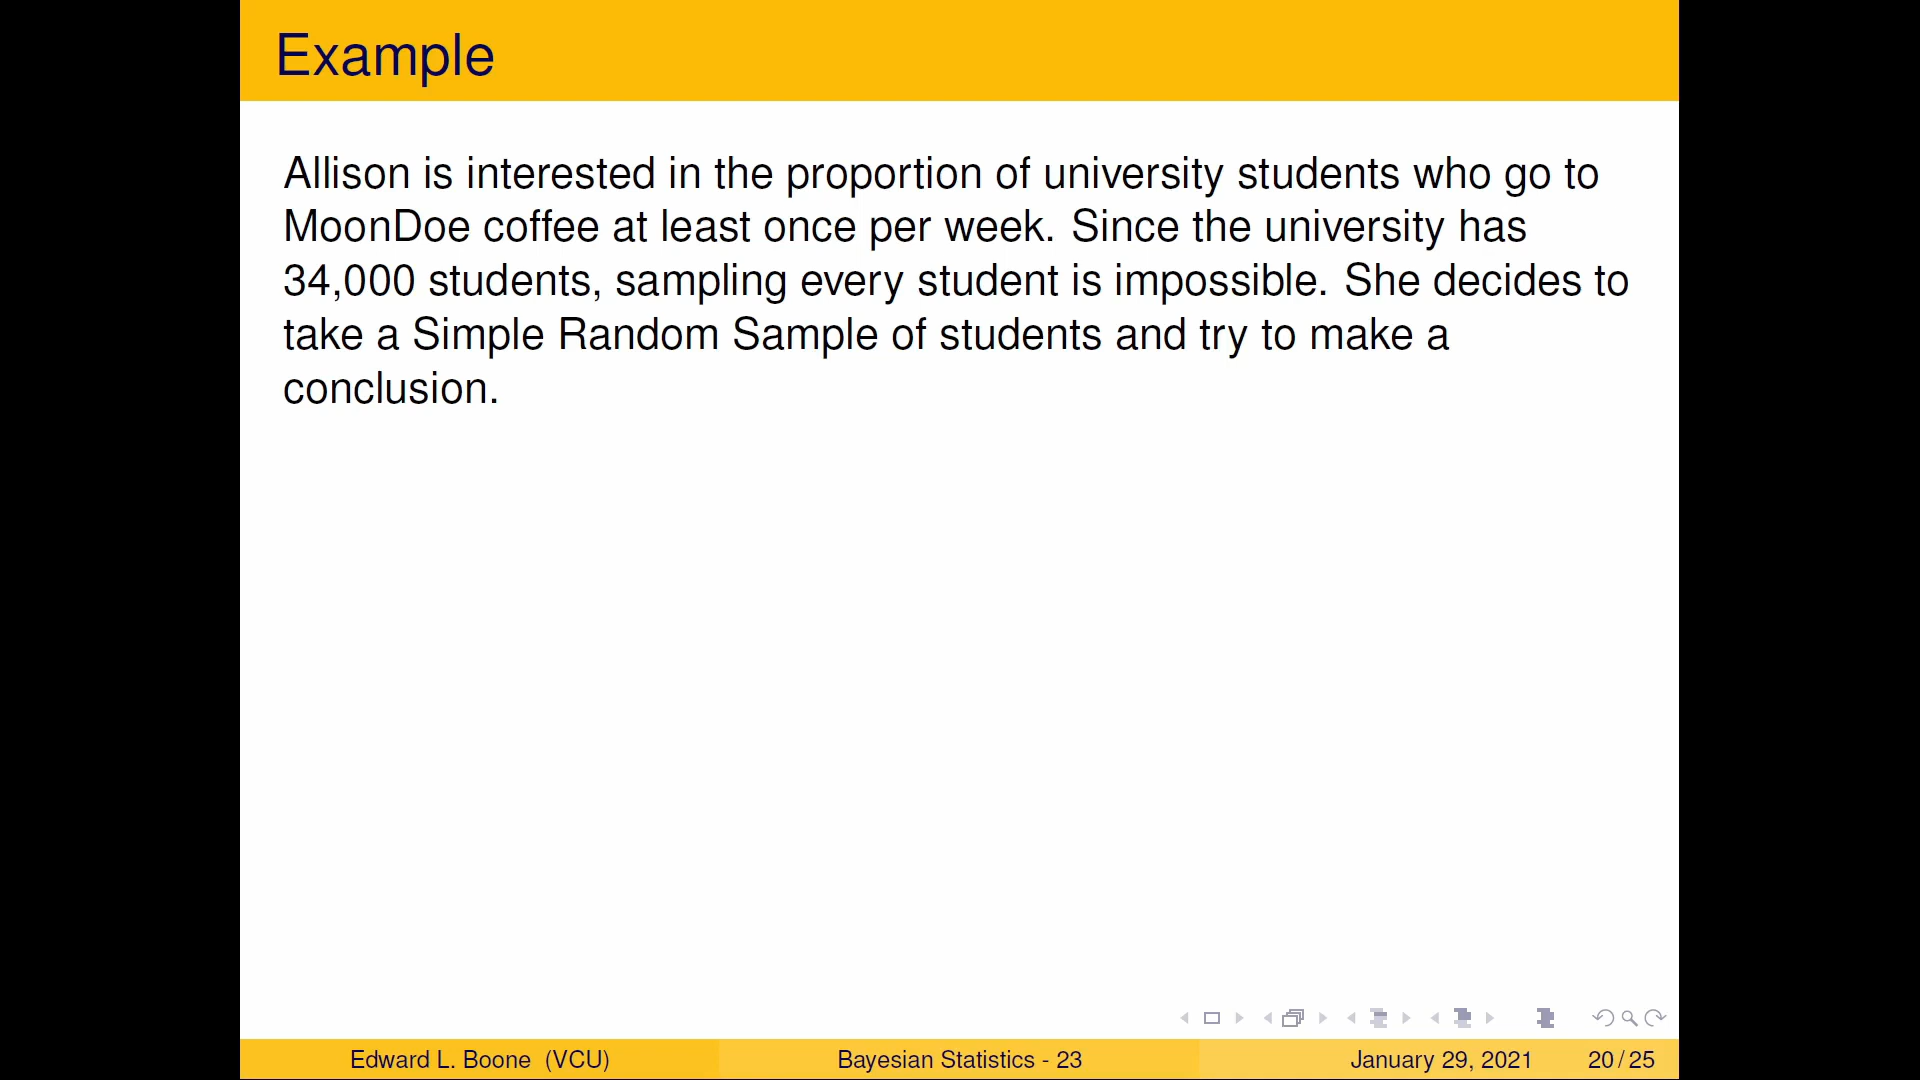 Example
Allison is interested in the proportion of university students who go to
MoonDoe coffee at least once per week. Since the university has
34,000 students, sampling every student is impossible. She decides to
take a Simple Random Sample of students and try to make a
conclusion.
Edward L. Boone (VCU) Bayesian Statistics - 23 January 29, 2021 20 / 25